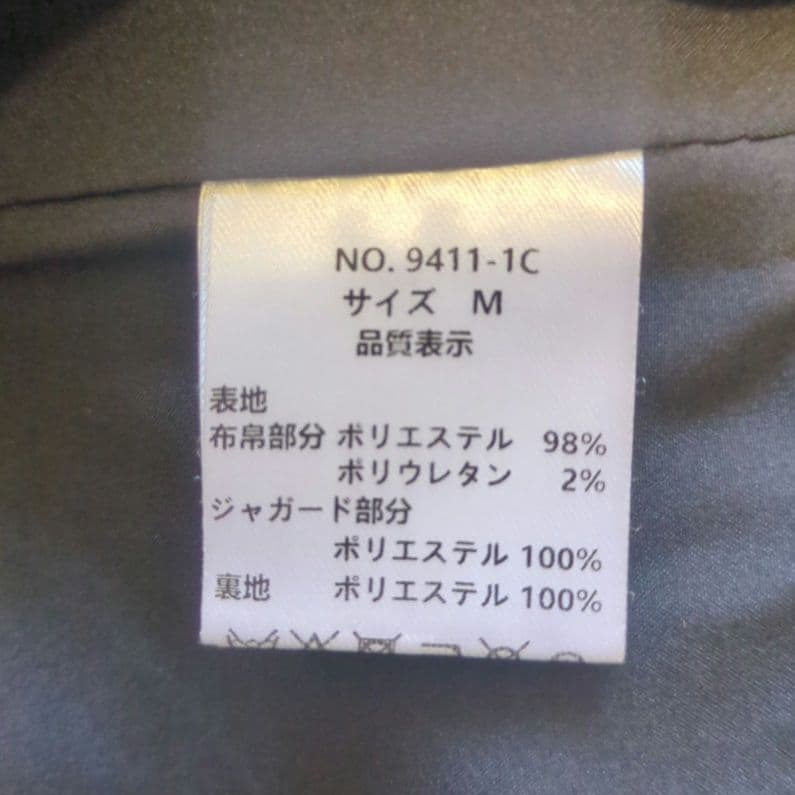 NO. 9411-1C
サイズ M
品質表示
表地
布帛部分 ポリエステル 98%
ポリウレタン 2%
ジャガード部分
ポリエステル 100%
裏地 ポリエステル 100%